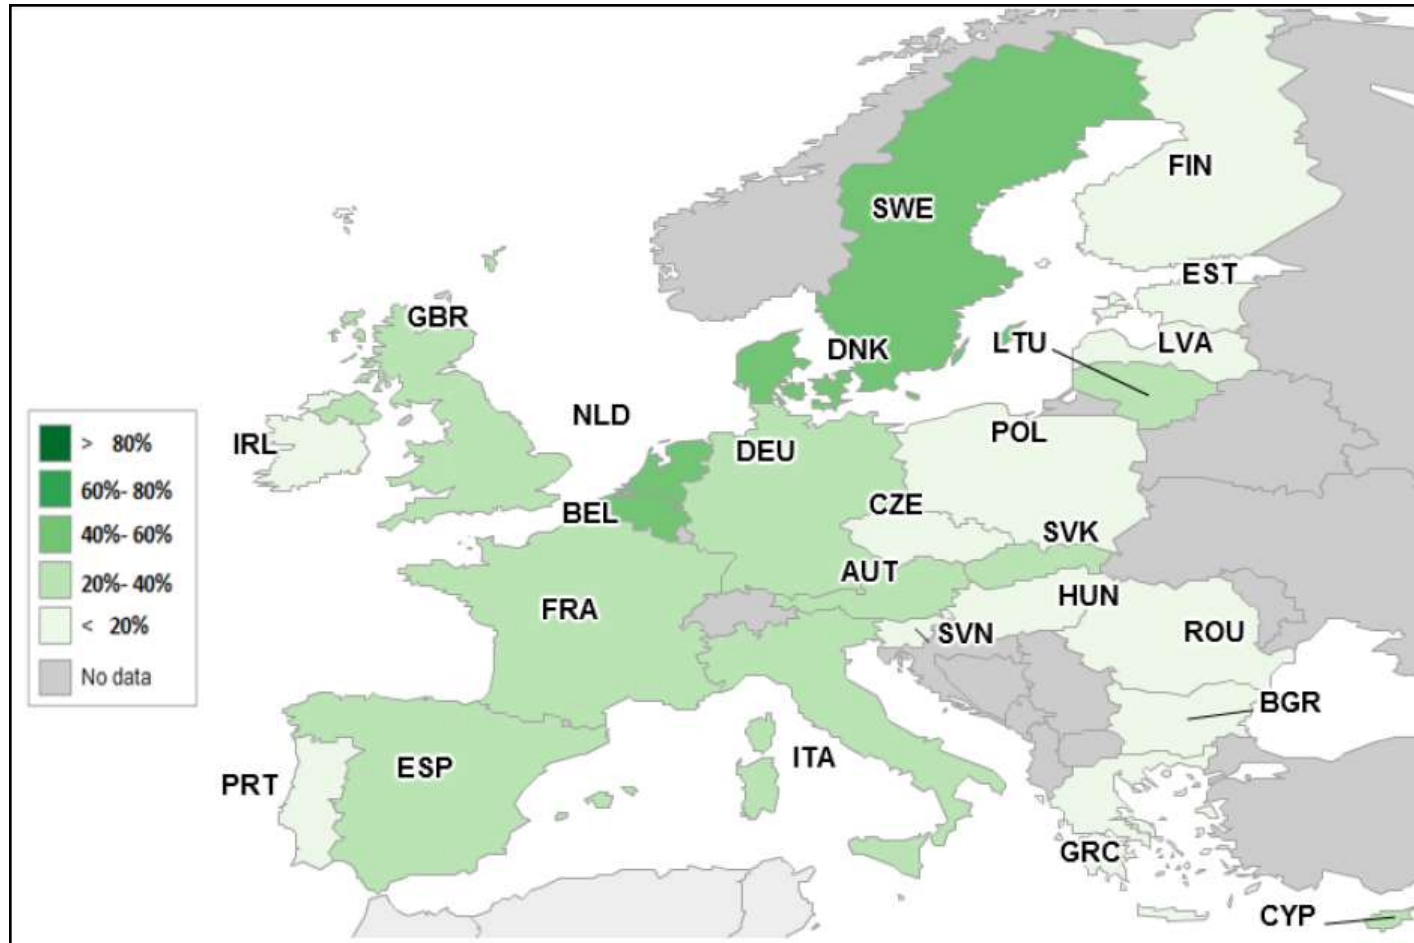 FIN
SWE
EST
GBR
LTU
LVA
DNK
NLD
POL
IRL
DEU
> 80%
60%- 80%
40%- 60%
20%- 40%
< 20%
No data
CZE
BEL
SVK
AUT
HUN
FRA
SVN
ROU
BGR
ITA
ESP
PRT
GRC
CYP